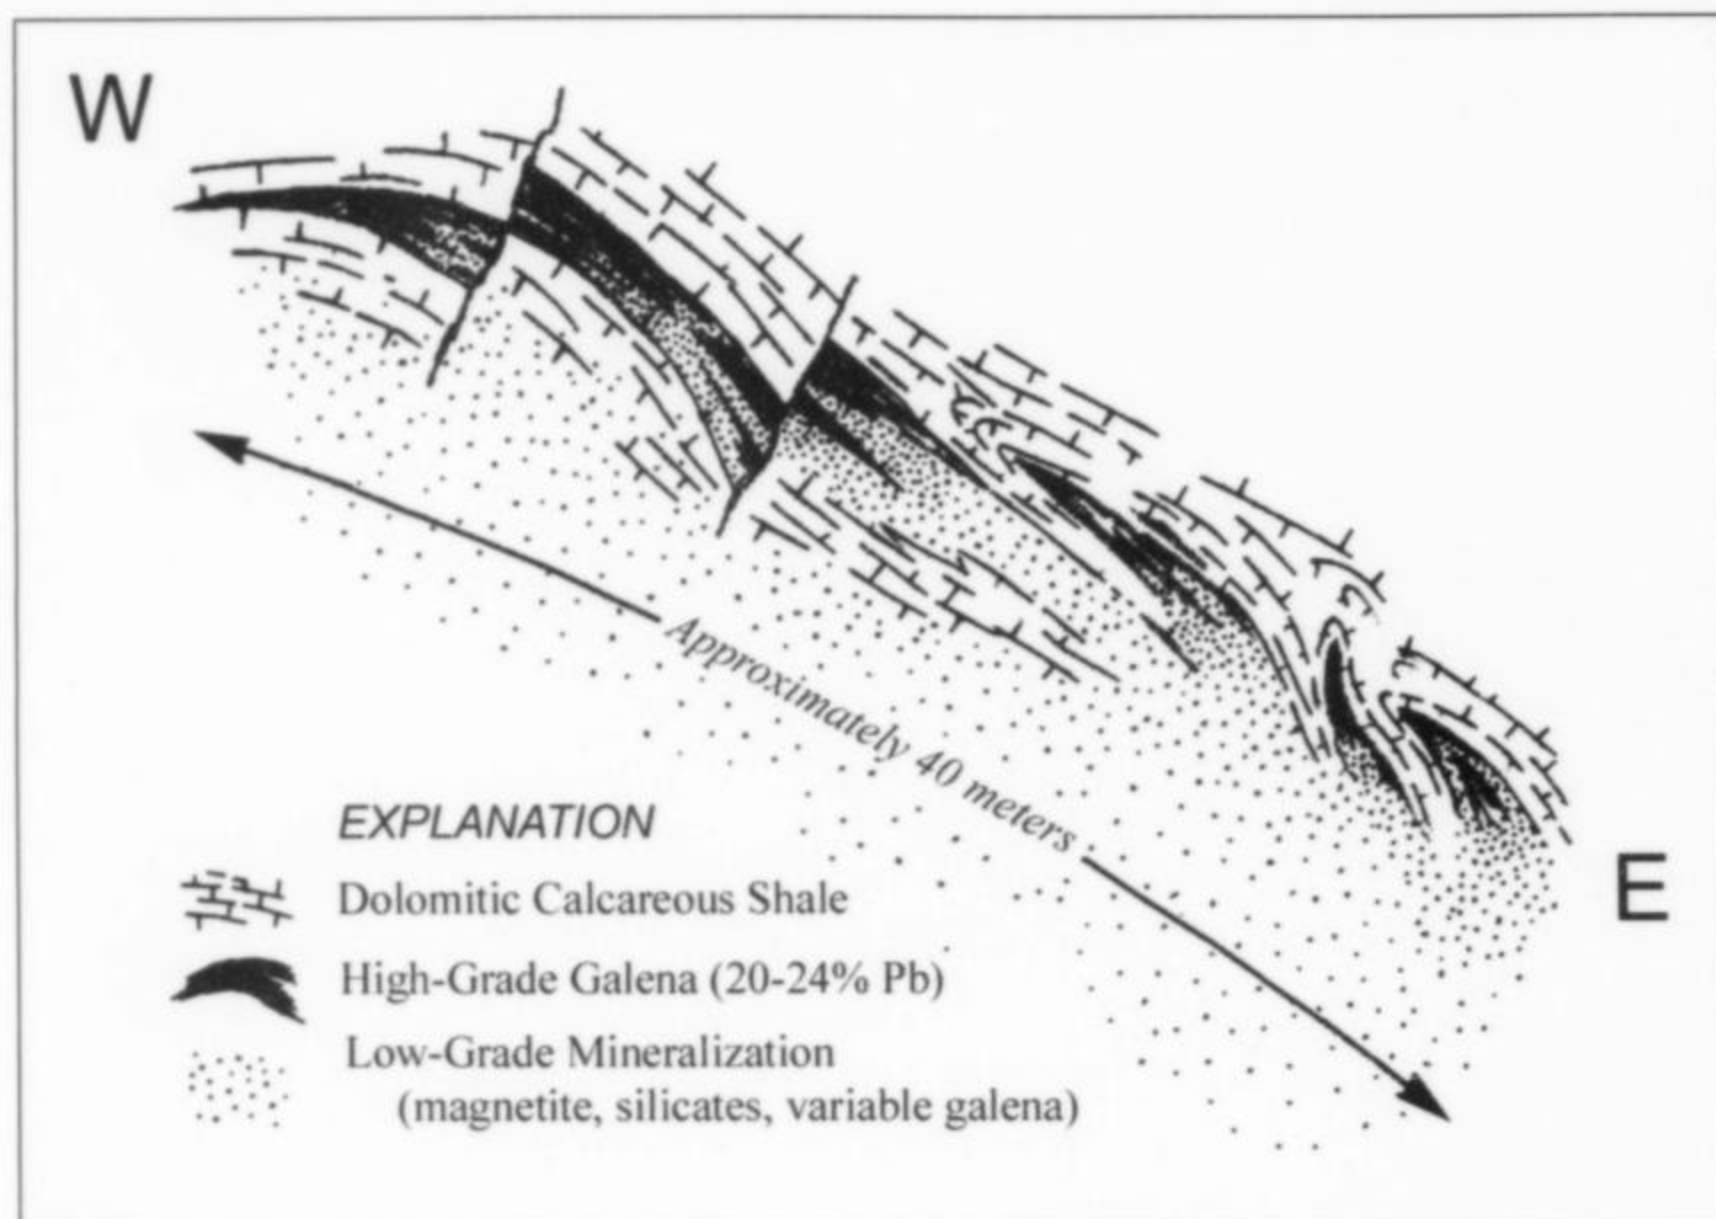 W
Approximately 40 meters
E
EXPLANATION
Dolomitic Calcareous Shale
High-Grade Galena (20-24% Pb)
Low-Grade Mineralization
(magnetite, silicates, variable galena)